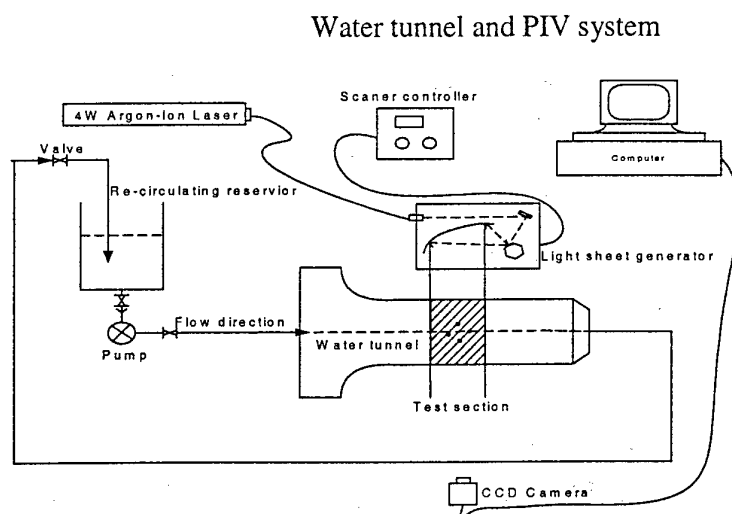 Water tunnel and PIV system
Scaner controller
4W Argon-Ion Laser
Valve
Computer
Re-circulating reservior
Light sheet generator
Flow direction
Water tunnel
Pump
Test section
CCD Camera